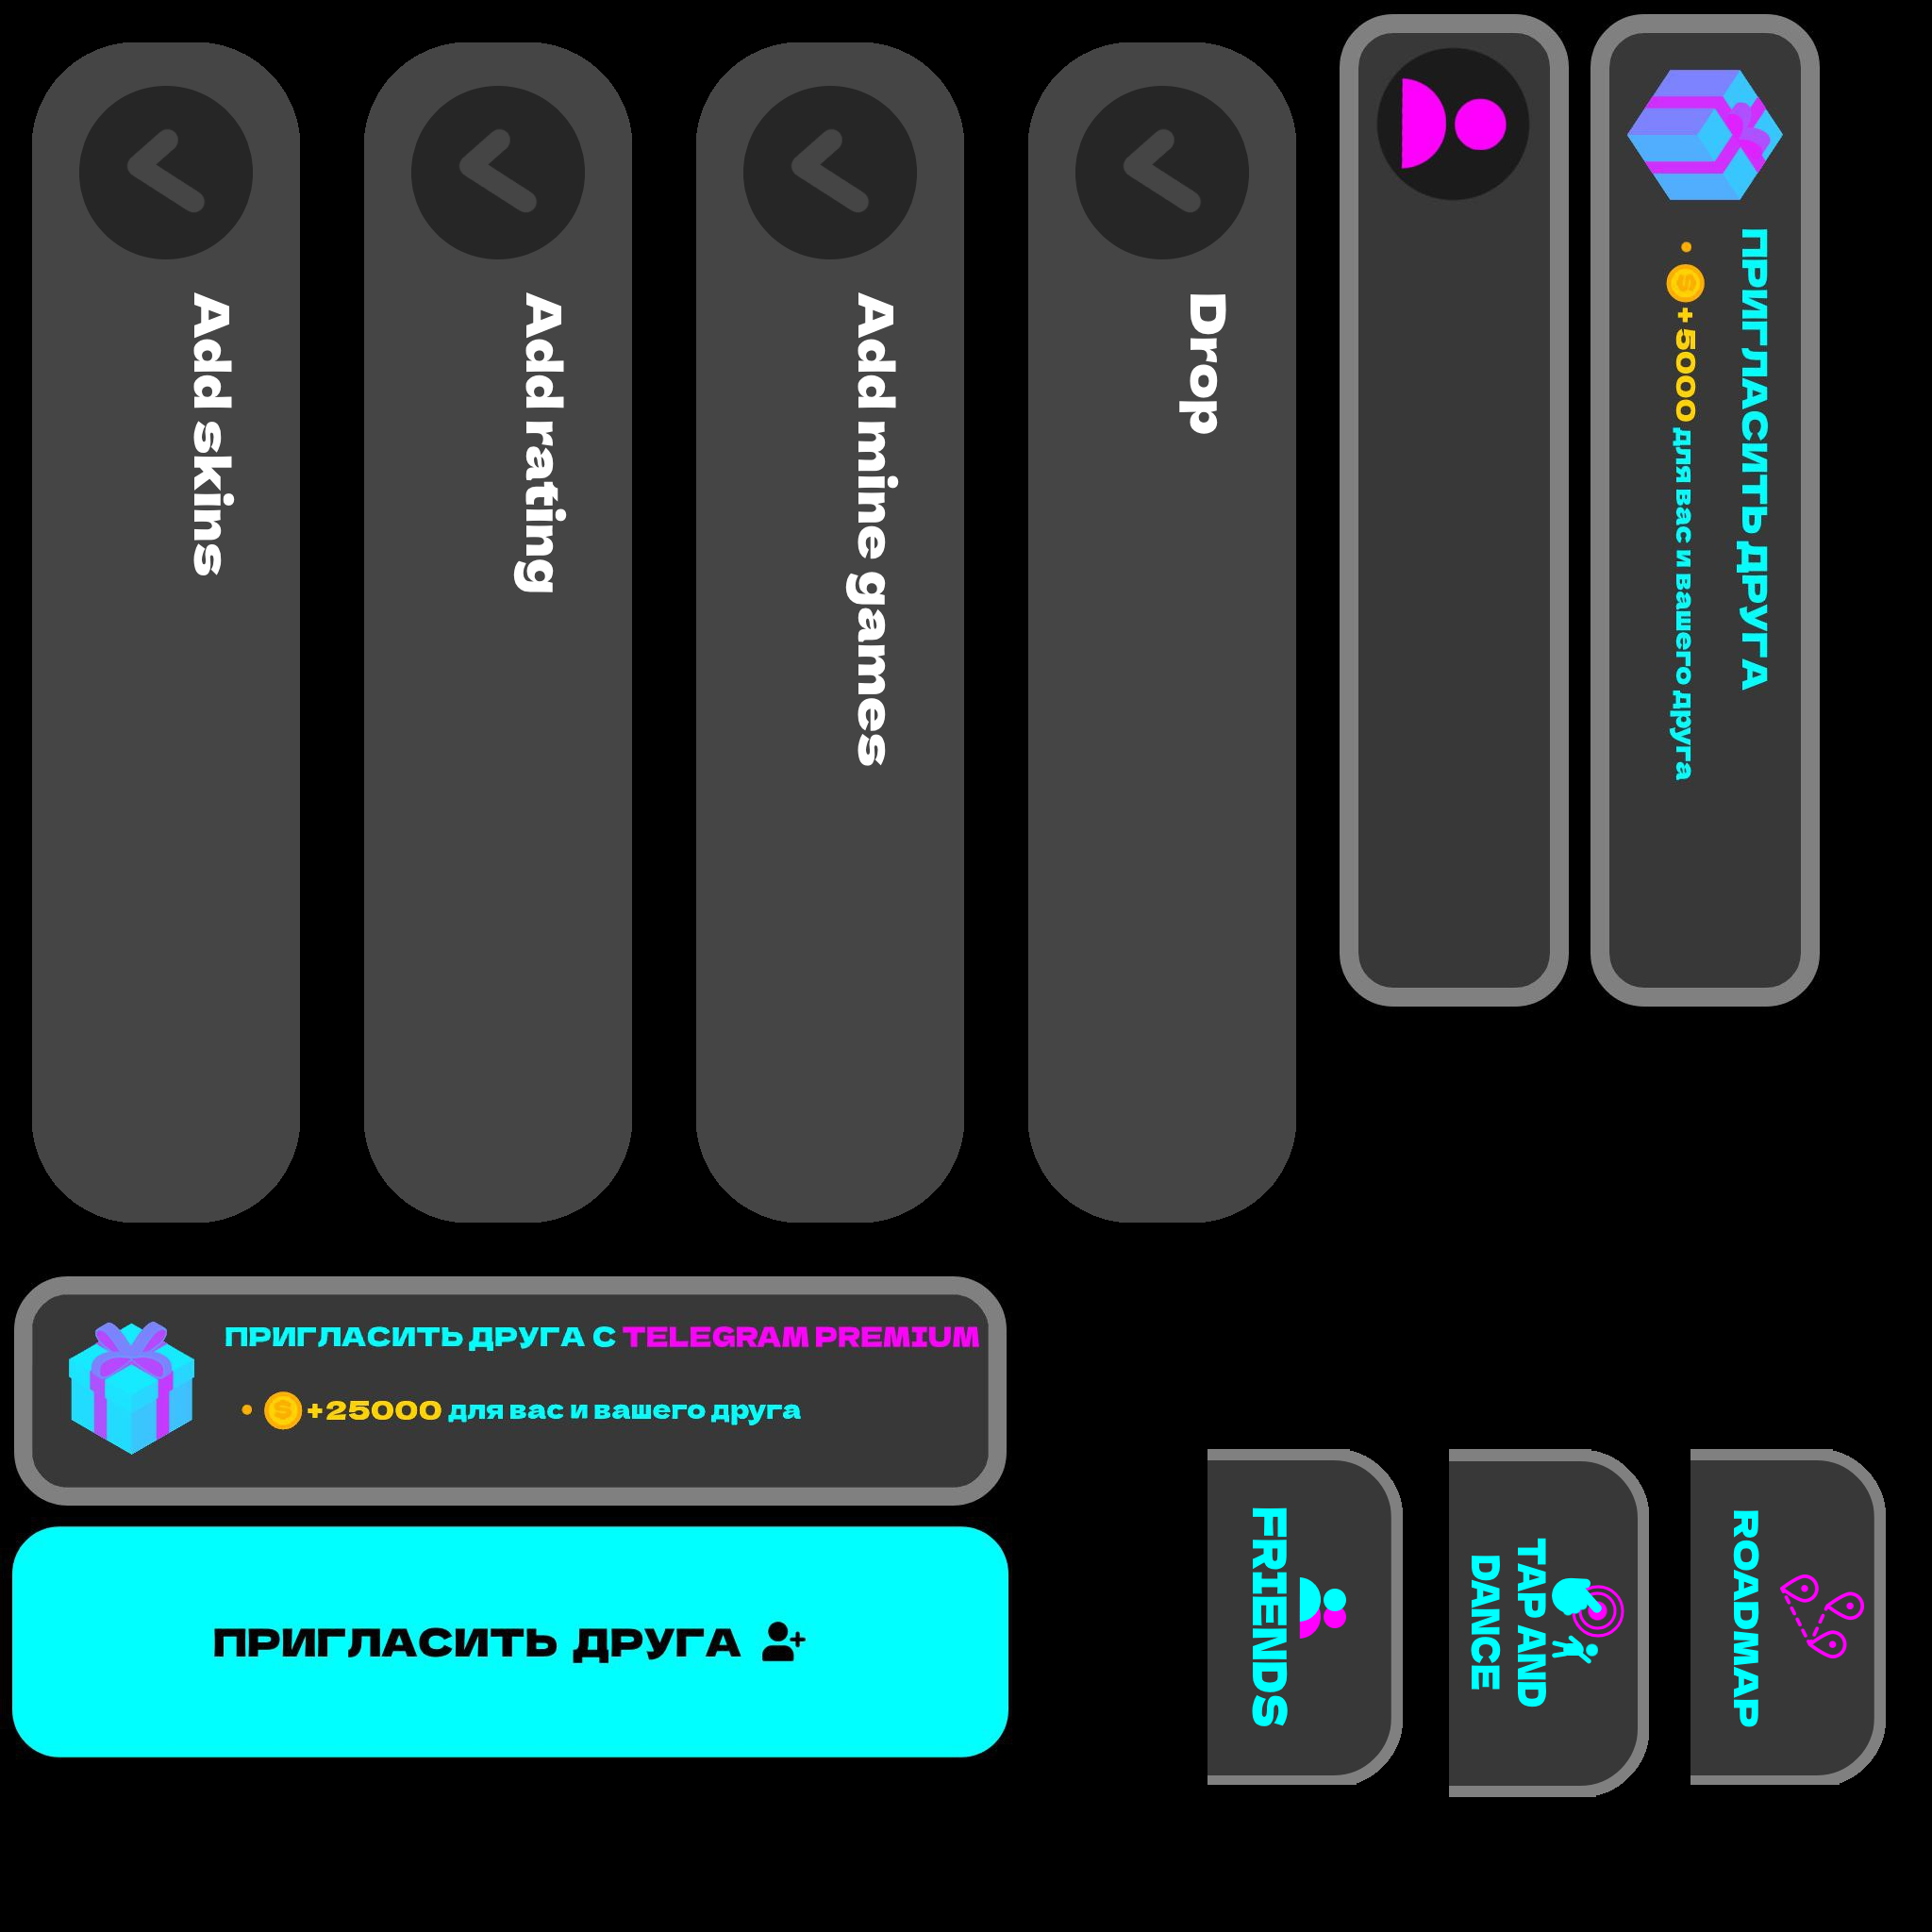 Add skins
Add rating
Add mine games
Drop
ПРИГЛАСИТЬ ДРУГА
• +5000 для вас и вашего друга
ПРИГЛАСИТЬ ДРУГА С TELEGRAM PREMIUM
• +25000 для вас и вашего друга
ПРИГЛАСИТЬ ДРУГА
FRIENDS
TAP AND
DANCE
ROADMAP